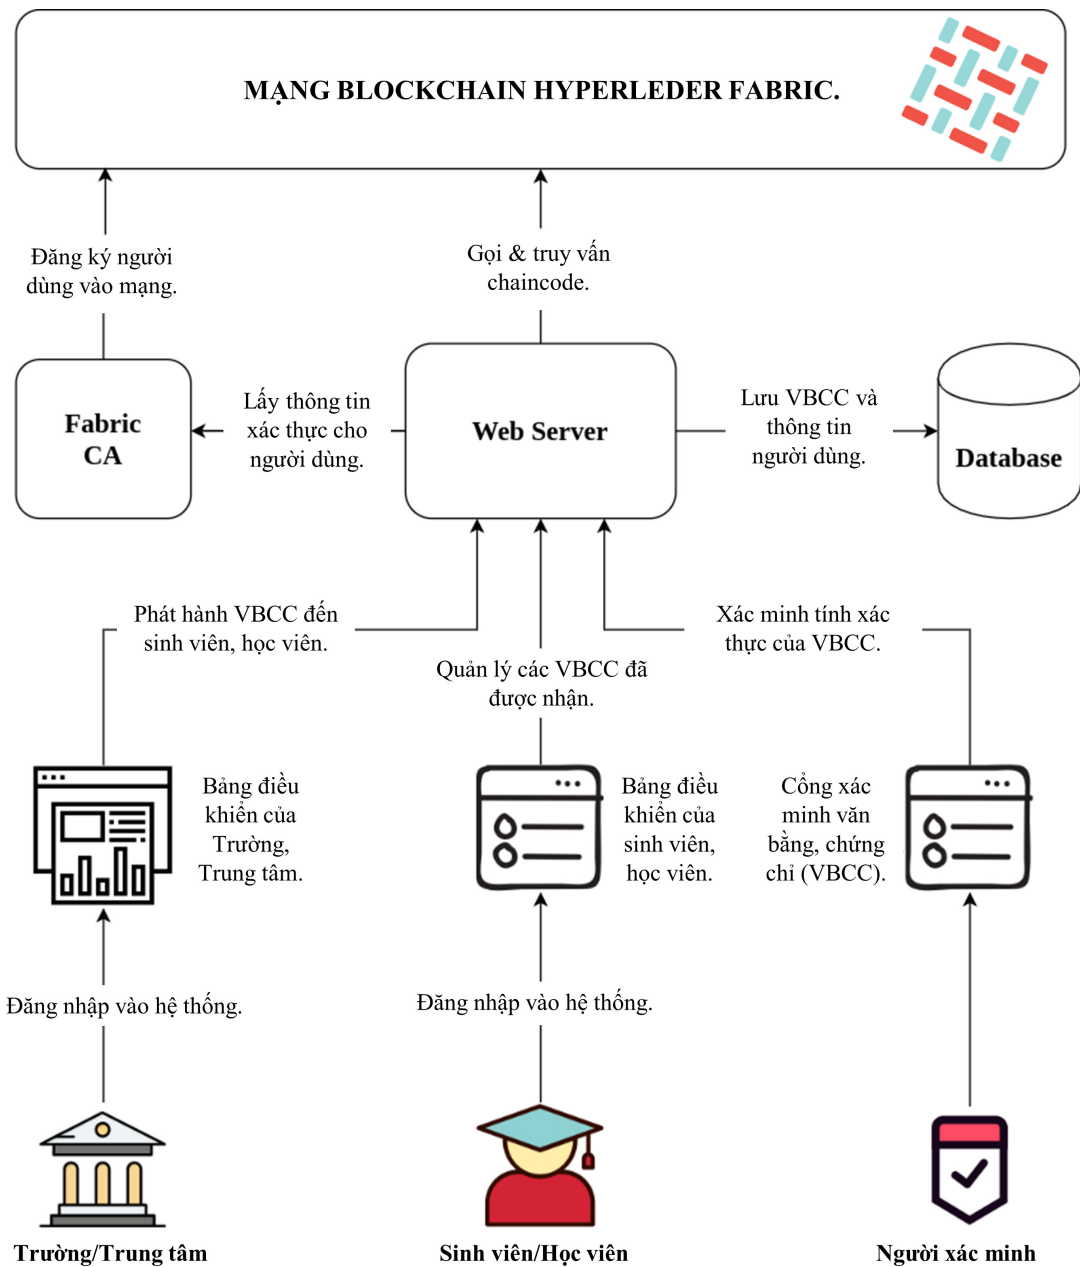 MẠNG BLOCKCHAIN HYPERLEDER FABRIC.
Đăng ký người
dùng vào mạng.
Gọi & truy vấn
chaincode.
Fabric
CA
Lấy thông tin
xác thực cho
người dùng.
Web Server
Lưu VBCC và
thông tin
người dùng.
Database
Phát hành VBCC đến
sinh viên, học viên.
Quản lý các VBCC đã
được nhận.
Xác minh tính xác
thực của VBCC.
Bảng điều
khiển của
Trường,
Trung tâm.
Bảng điều
khiển của
sinh viên,
học viên.
Cổng xác
minh văn
bằng, chứng
chỉ (VBCC).
Đăng nhập vào hệ thống.
Đăng nhập vào hệ thống.
Trường/Trung tâm
Sinh viên/Học viên
Người xác minh